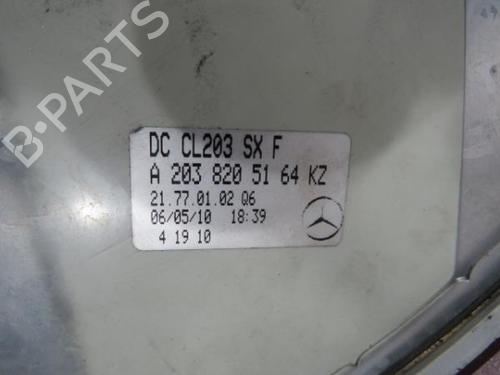 B-PARTS
DC CL203 SX F
A 203 820 51 64 KZ
21.77.01.02 Q6
06/05/10 18:39
4 19 10